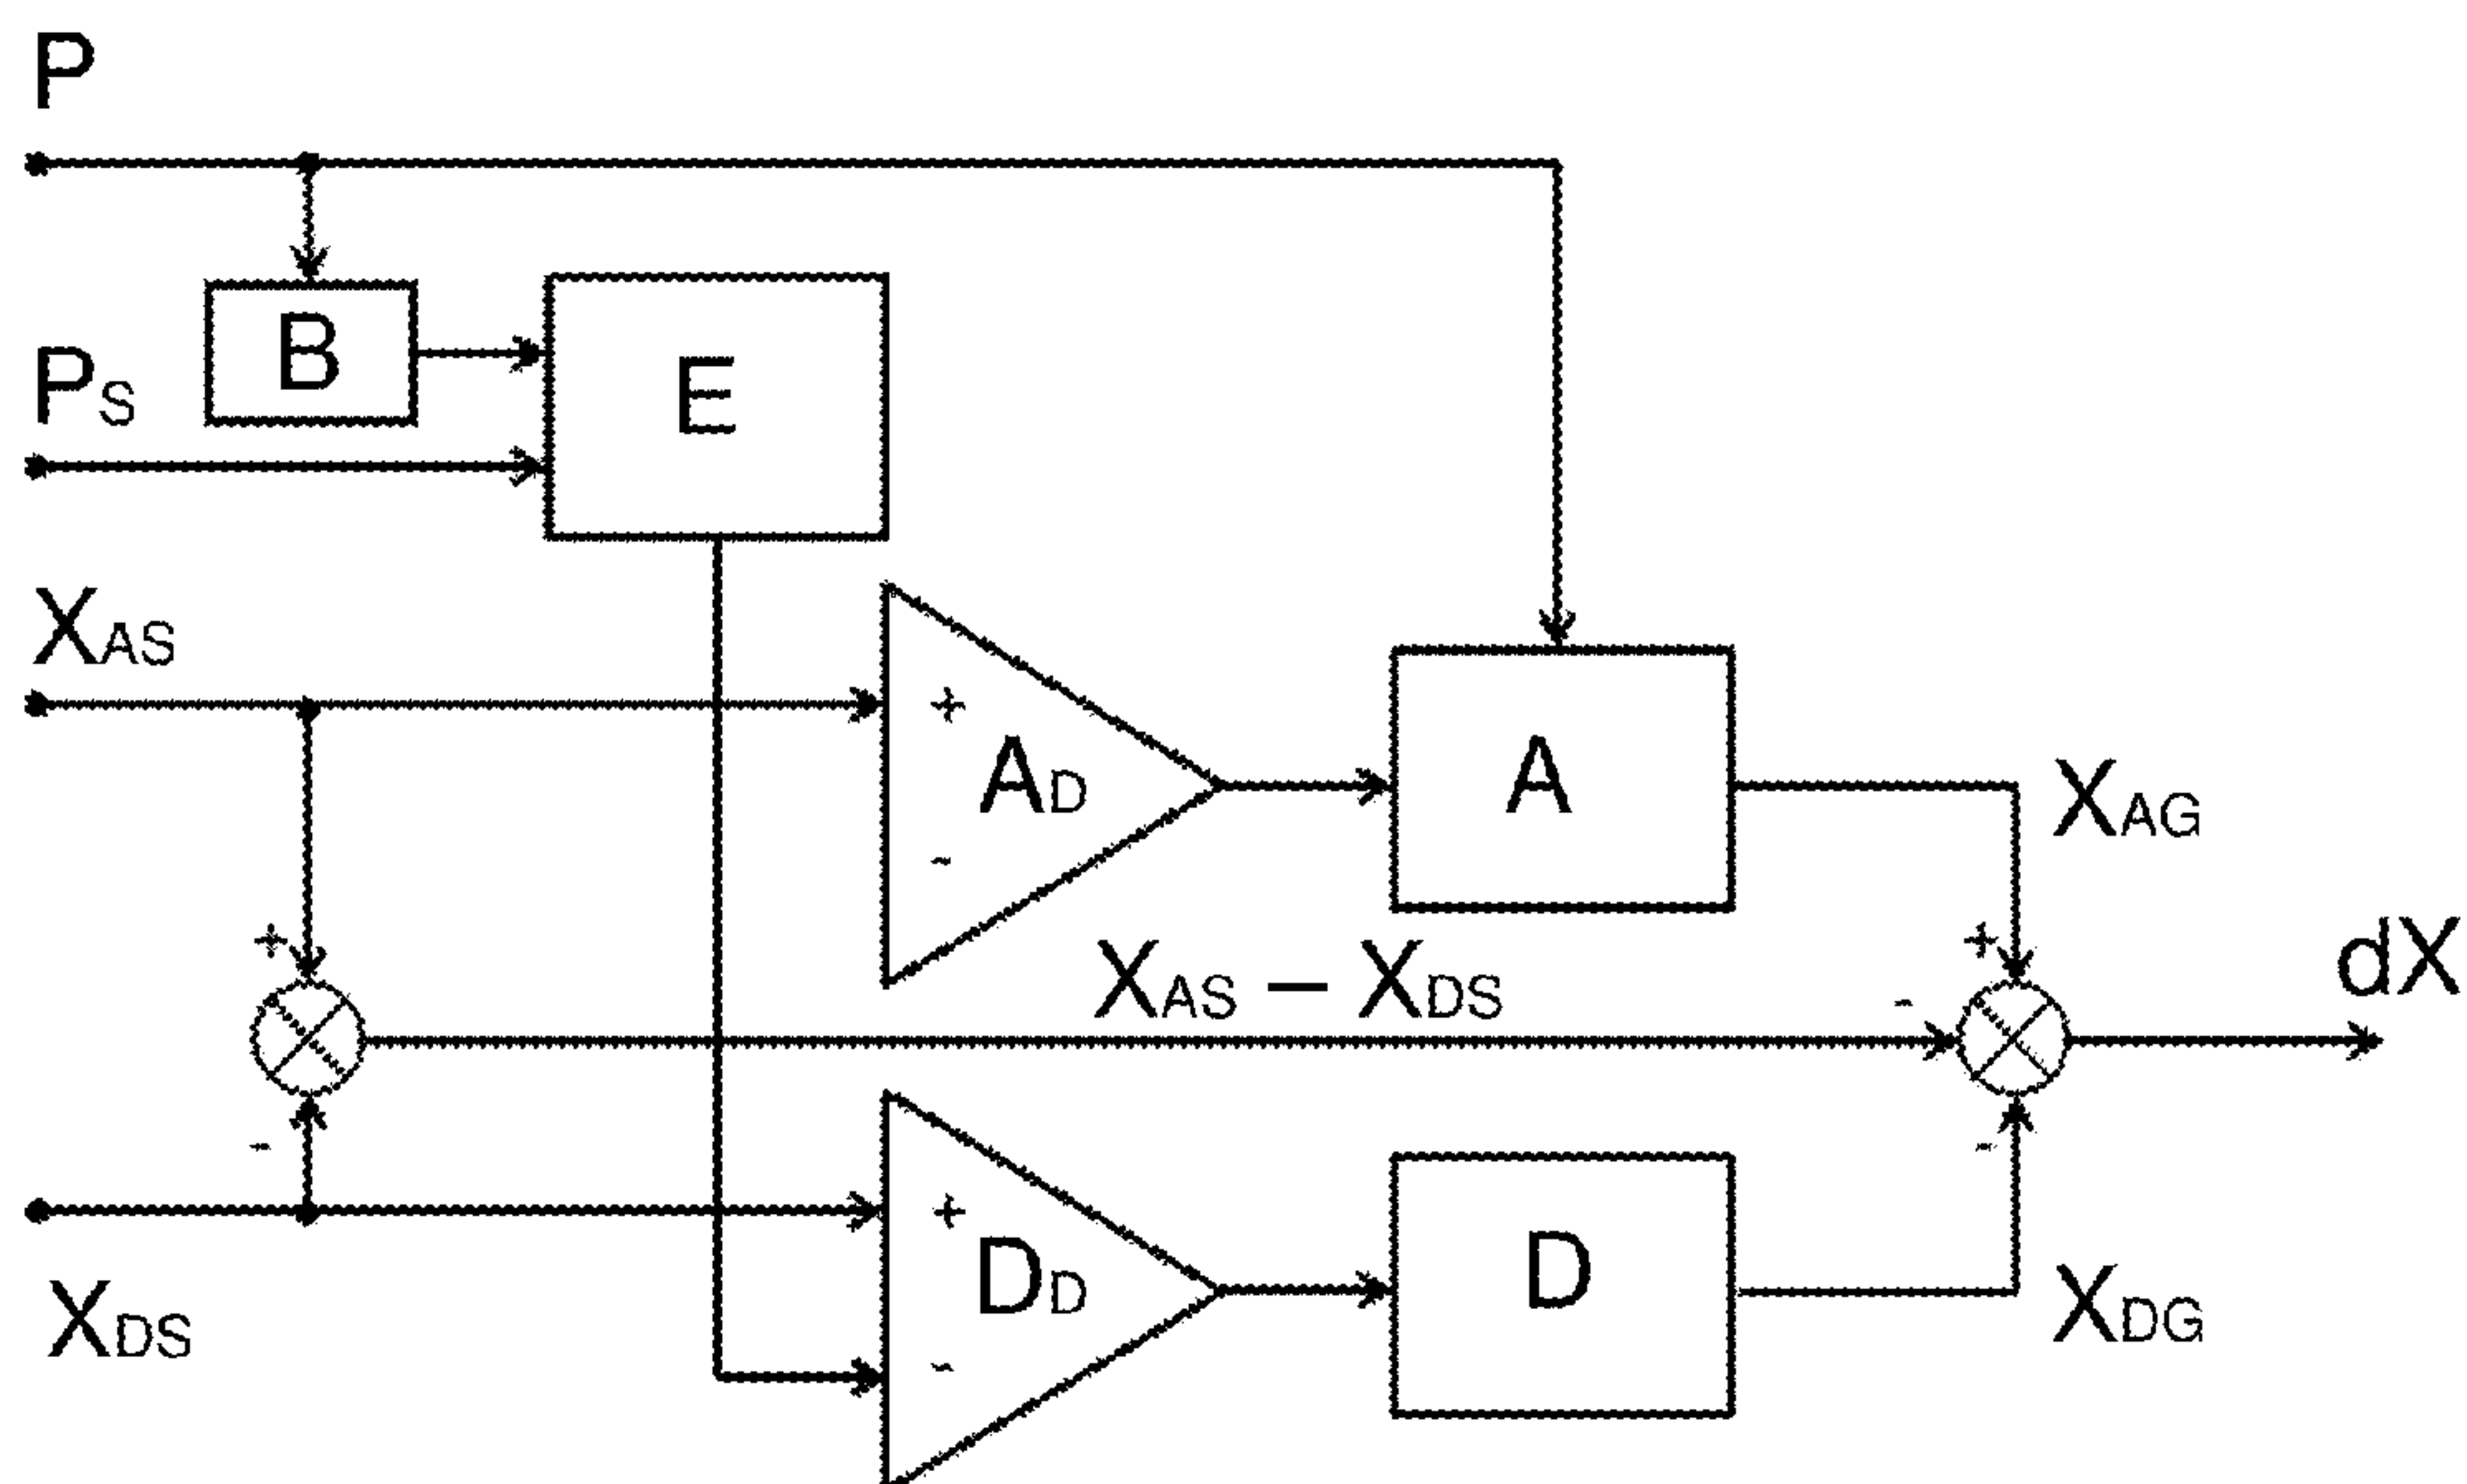 P
B
E
PS
XAS
+
AD
-
A
XAG
+
+
XAS – XDS
-
dX
-
-
+
DD
-
D
XDS
XDG